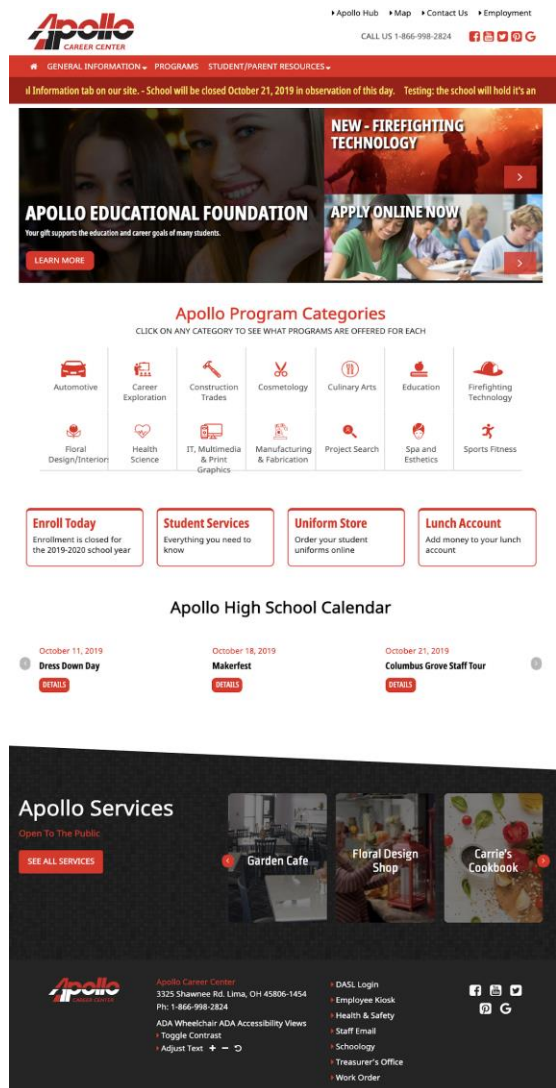 Apollo Hub Map Contact Us Employment
Apollo
CAREER CENTER
CALL US 1-866-998-2824
GENERAL INFORMATION PROGRAMS STUDENT/PARENT RESOURCES
l Information tab on our site. - School will be closed October 21, 2019 in observation of this day. Testing: the school will hold it's an
NEW - FIREFIGHTING
TECHNOLOGY
APOLLO EDUCATIONAL FOUNDATION
Your gift supports the education and career goals of many students.
LEARN MORE
APPLY ONLINE NOW
Apollo Program Categories
CLICK ON ANY CATEGORY TO SEE WHAT PROGRAMS ARE OFFERED FOR EACH
Automotive
Career
Exploration
Construction
Trades
Cosmetology
Culinary Arts
Education
Firefighting
Technology
Floral
Design/Interiors
Health
Science
IT, Multimedia
& Print
Graphics
Manufacturing
& Fabrication
Project Search
Spa and
Esthetics
Sports Fitness
Enroll Today
Enrollment is closed for
the 2019-2020 school year
Student Services
Everything you need to
know
Uniform Store
Order your student
uniforms online
Lunch Account
Add money to your lunch
account
Apollo High School Calendar
October 11, 2019
Dress Down Day
DETAILS
October 18, 2019
Makerfest
DETAILS
October 21, 2019
Columbus Grove Staff Tour
DETAILS
Apollo Services
Open To The Public
SEE ALL SERVICES
Garden Cafe
Floral Design
Shop
Carrie's
Cookbook
Apollo
CAREER CENTER
Apollo Career Center
3325 Shawnee Rd. Lima, OH 45806-1454
Ph: 1-866-998-2824
ADA Wheelchair ADA Accessibility Views
Toggle Contrast
Adjust Text
DASL Login
Employee Kiosk
Health & Safety
Staff Email
Schoology
Treasurer's Office
Work Order